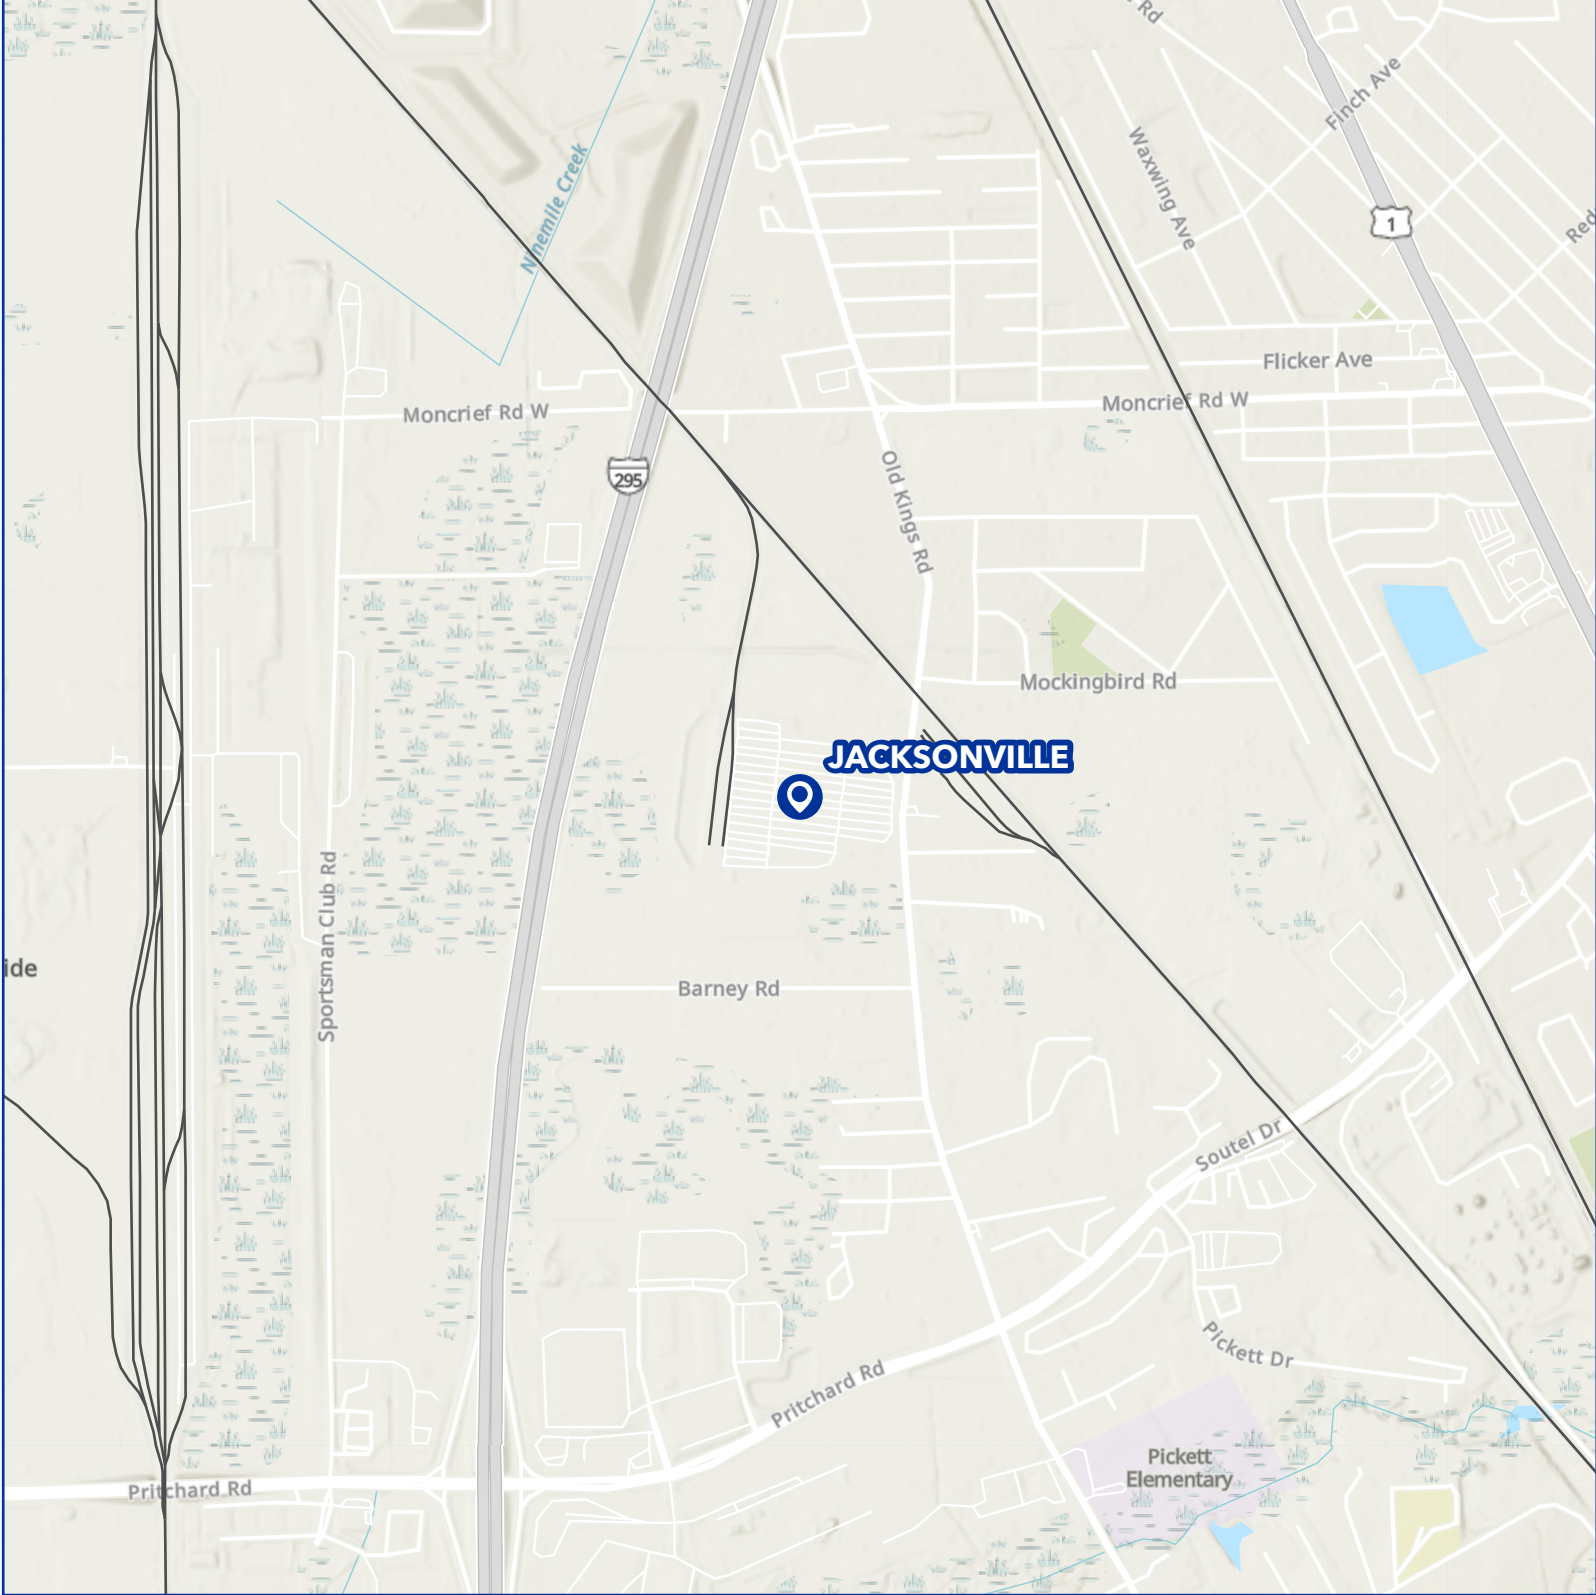 Rd
Finch Ave
Waxwing Ave
Ninemile Creek
1
Red
Flicker Ave
Moncrief Rd W
Moncrief Rd W
295
Old Kings Rd
Mockingbird Rd
JACKSONVILLE
Sportsman Club Rd
ide
Barney Rd
Soutel Dr
Pickett Dr
Pritchard Rd
Pickett
Elementary
Pritchard Rd